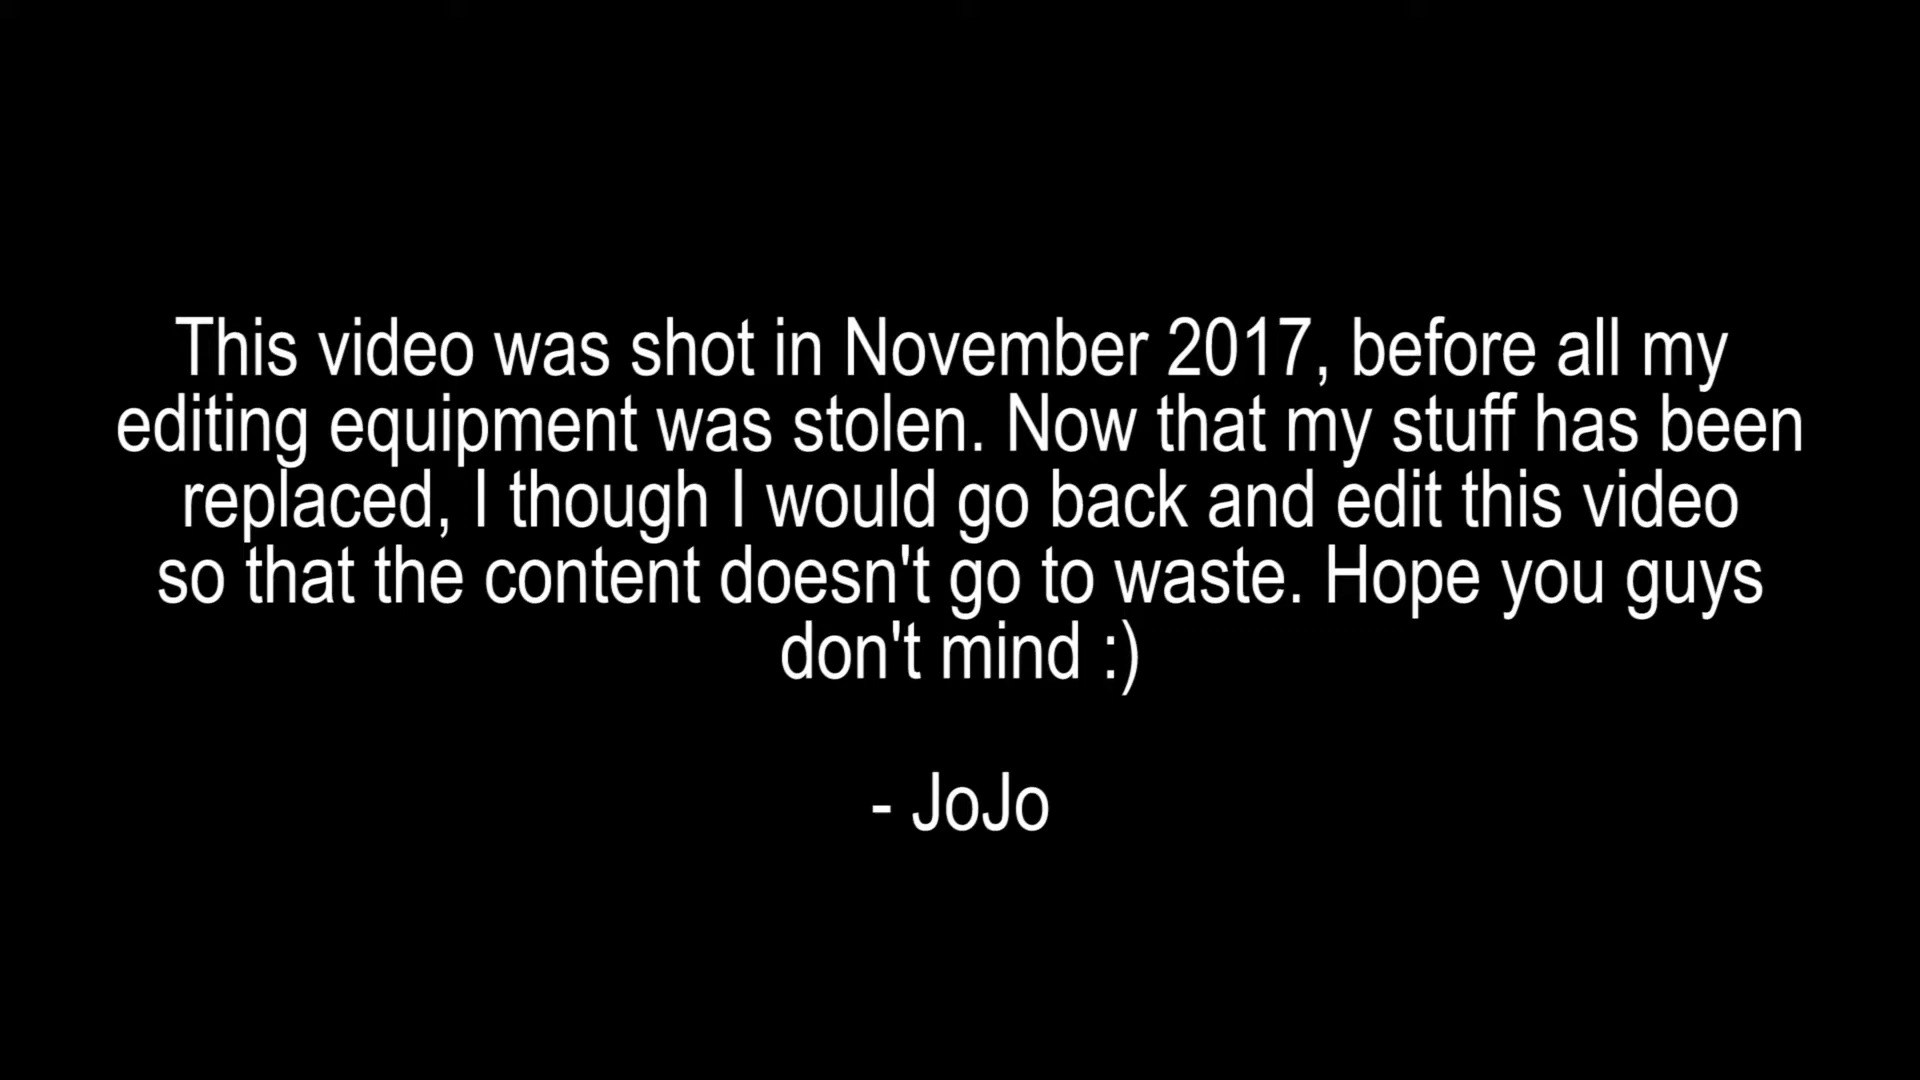 This video was shot in November 2017, before all my
editing equipment was stolen. Now that my stuff has been
replaced, I though I would go back and edit this video
so that the content doesn't go to waste. Hope you guys
don't mind :)
- JoJo